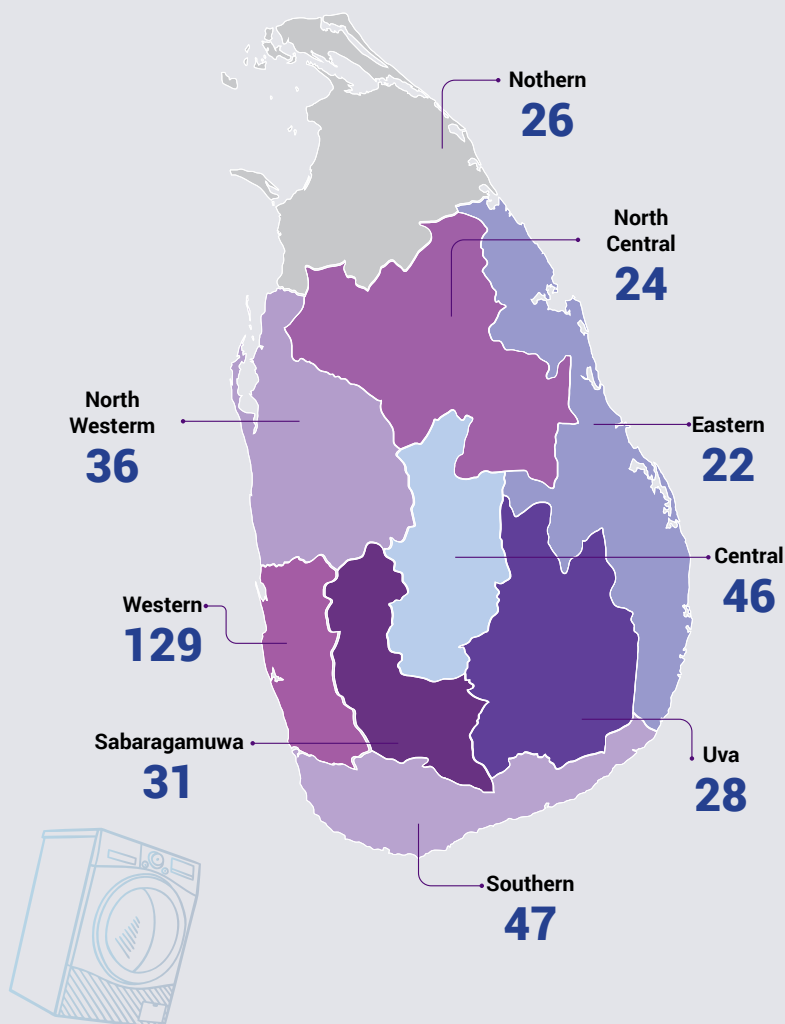 Nothern
26
North
Central
24
North
Westerm
36
Eastern
22
Central
46
Western
129
Sabaragamuwa
31
Uva
28
Southern
47